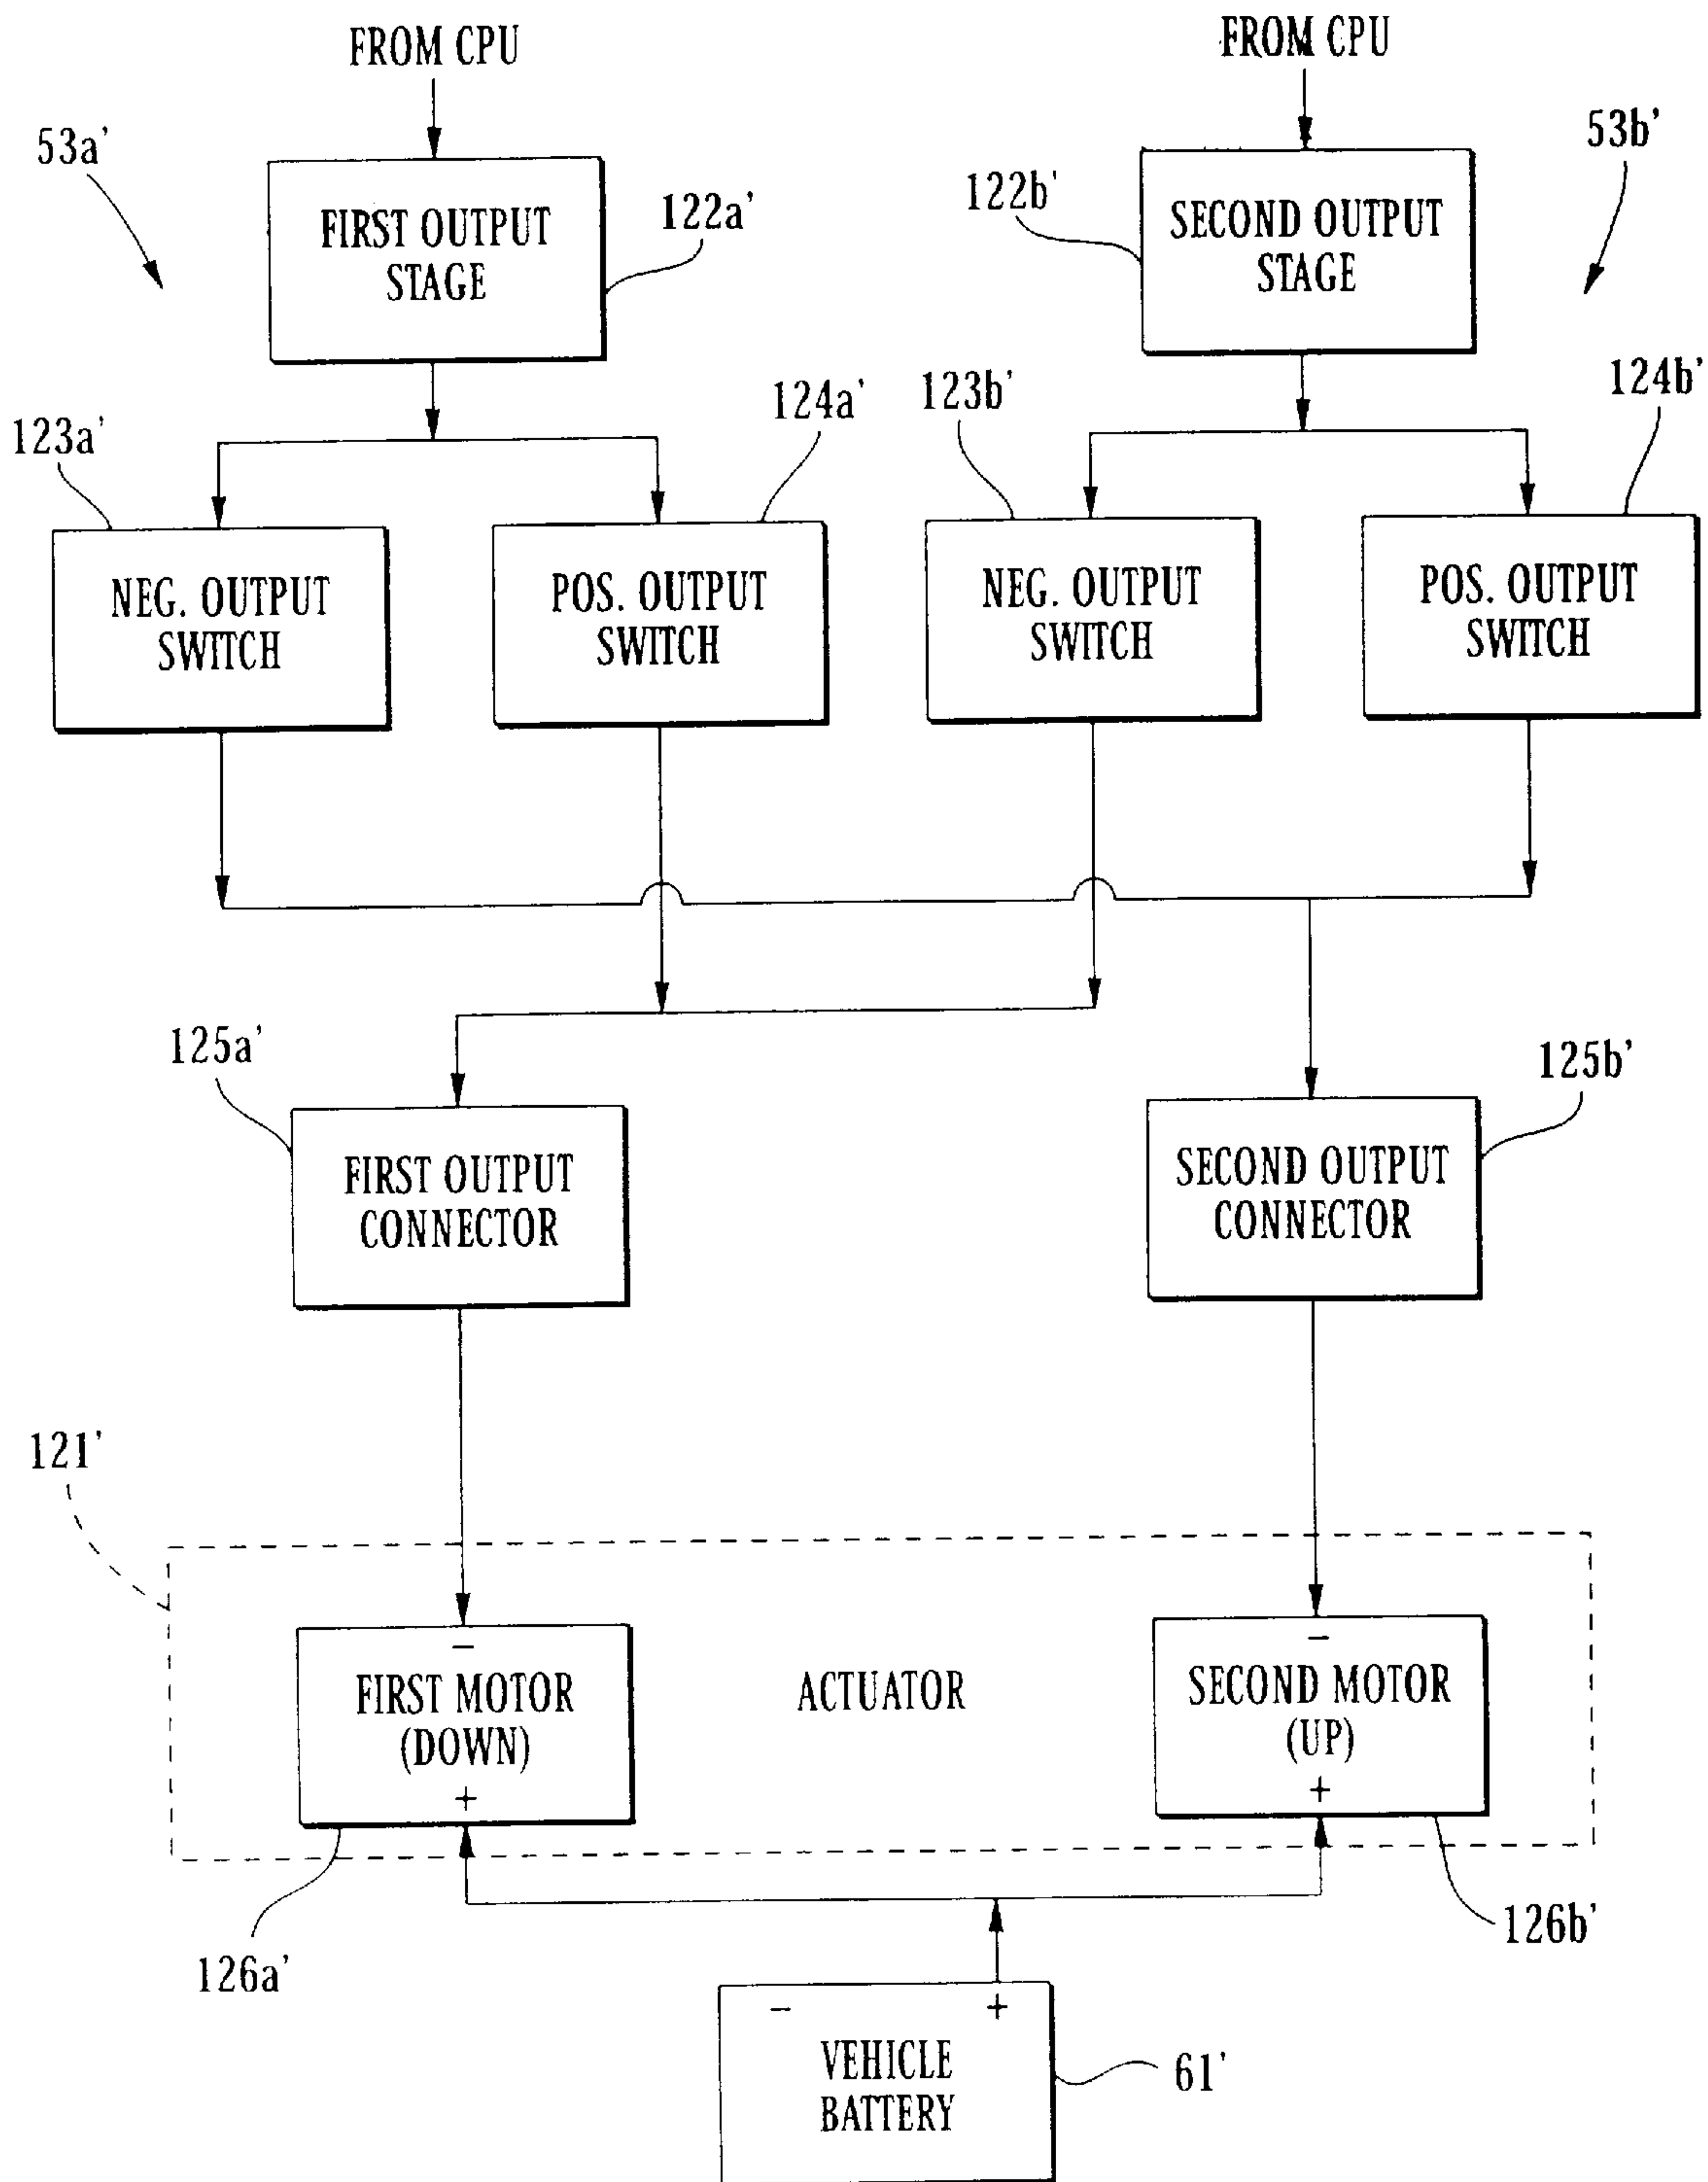 FROM CPU
FROM CPU
53a'
53b'
FIRST OUTPUT
STAGE
122a'
122b'
SECOND OUTPUT
STAGE
123a'
124a'
123b'
124b'
NEG. OUTPUT
SWITCH
POS. OUTPUT
SWITCH
NEG. OUTPUT
SWITCH
POS. OUTPUT
SWITCH
125a'
125b'
FIRST OUTPUT
CONNECTOR
SECOND OUTPUT
CONNECTOR
121'
−
FIRST MOTOR
(DOWN)
+
ACTUATOR
−
SECOND MOTOR
(UP)
+
126a'
126b'
− +
VEHICLE
BATTERY
61'